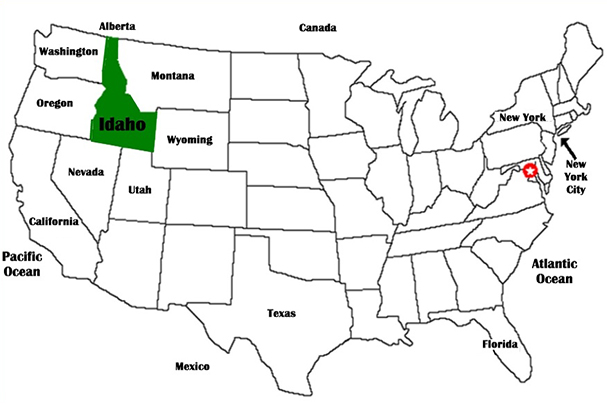 Alberta
Canada
Washington
Montana
Oregon
Idaho
Wyoming
New York
New
York
City
Nevada
Utah
California
Pacific
Ocean
Atlantic
Ocean
Texas
Florida
Mexico